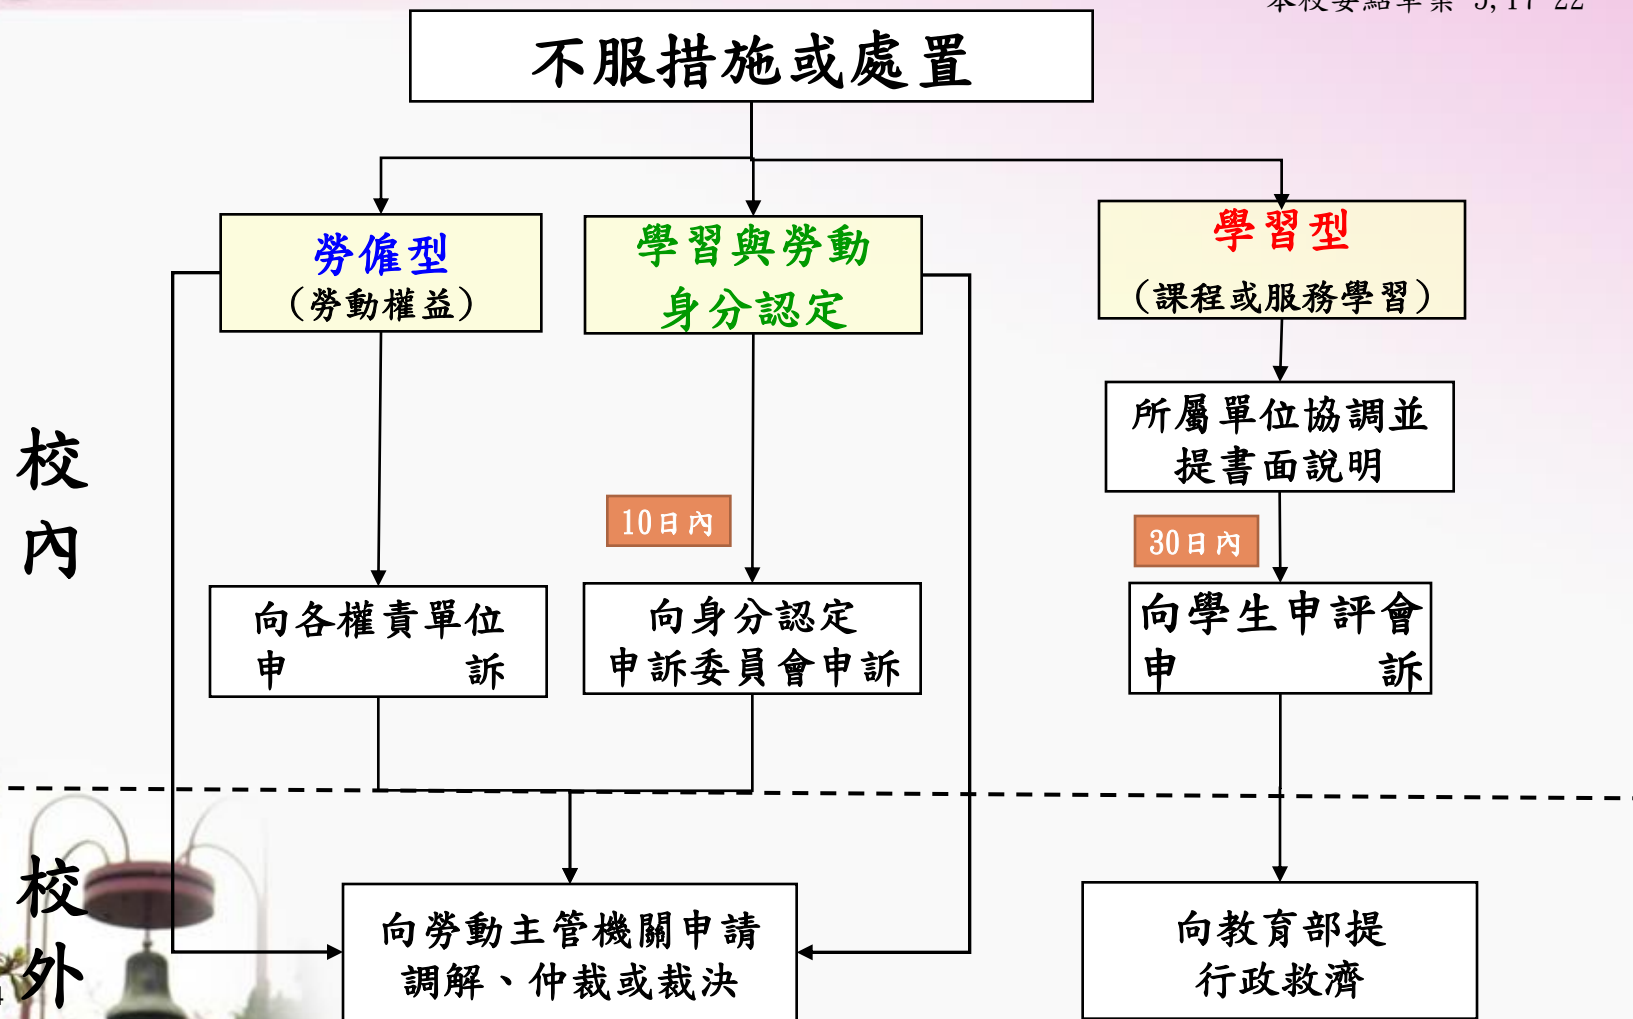 不服措施或處置
勞僱型
（勞動權益）
學習與勞動
身分認定
學習型
（課程或服務學習）
所屬單位協調並
提書面說明
校
內
10日內
30日內
向各權責單位
申 訴
向身分認定
申訴委員會申訴
向學生申評會
申 訴
校
外
向勞動主管機關申請
調解、仲裁或裁決
向教育部提
行政救濟